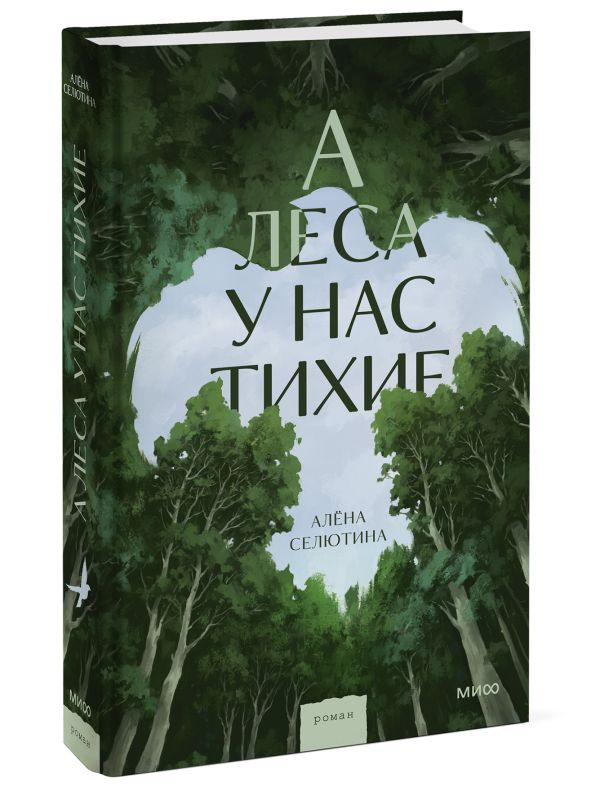 АЛЁНА
СЕЛЮТИНА
А ЛЕСА У НАС ТИХИЕ
МИФ
роман
А
ЛЕСА
У НАС
ТИХИЕ
АЛЁНА
СЕЛЮТИНА
МИФ
роман